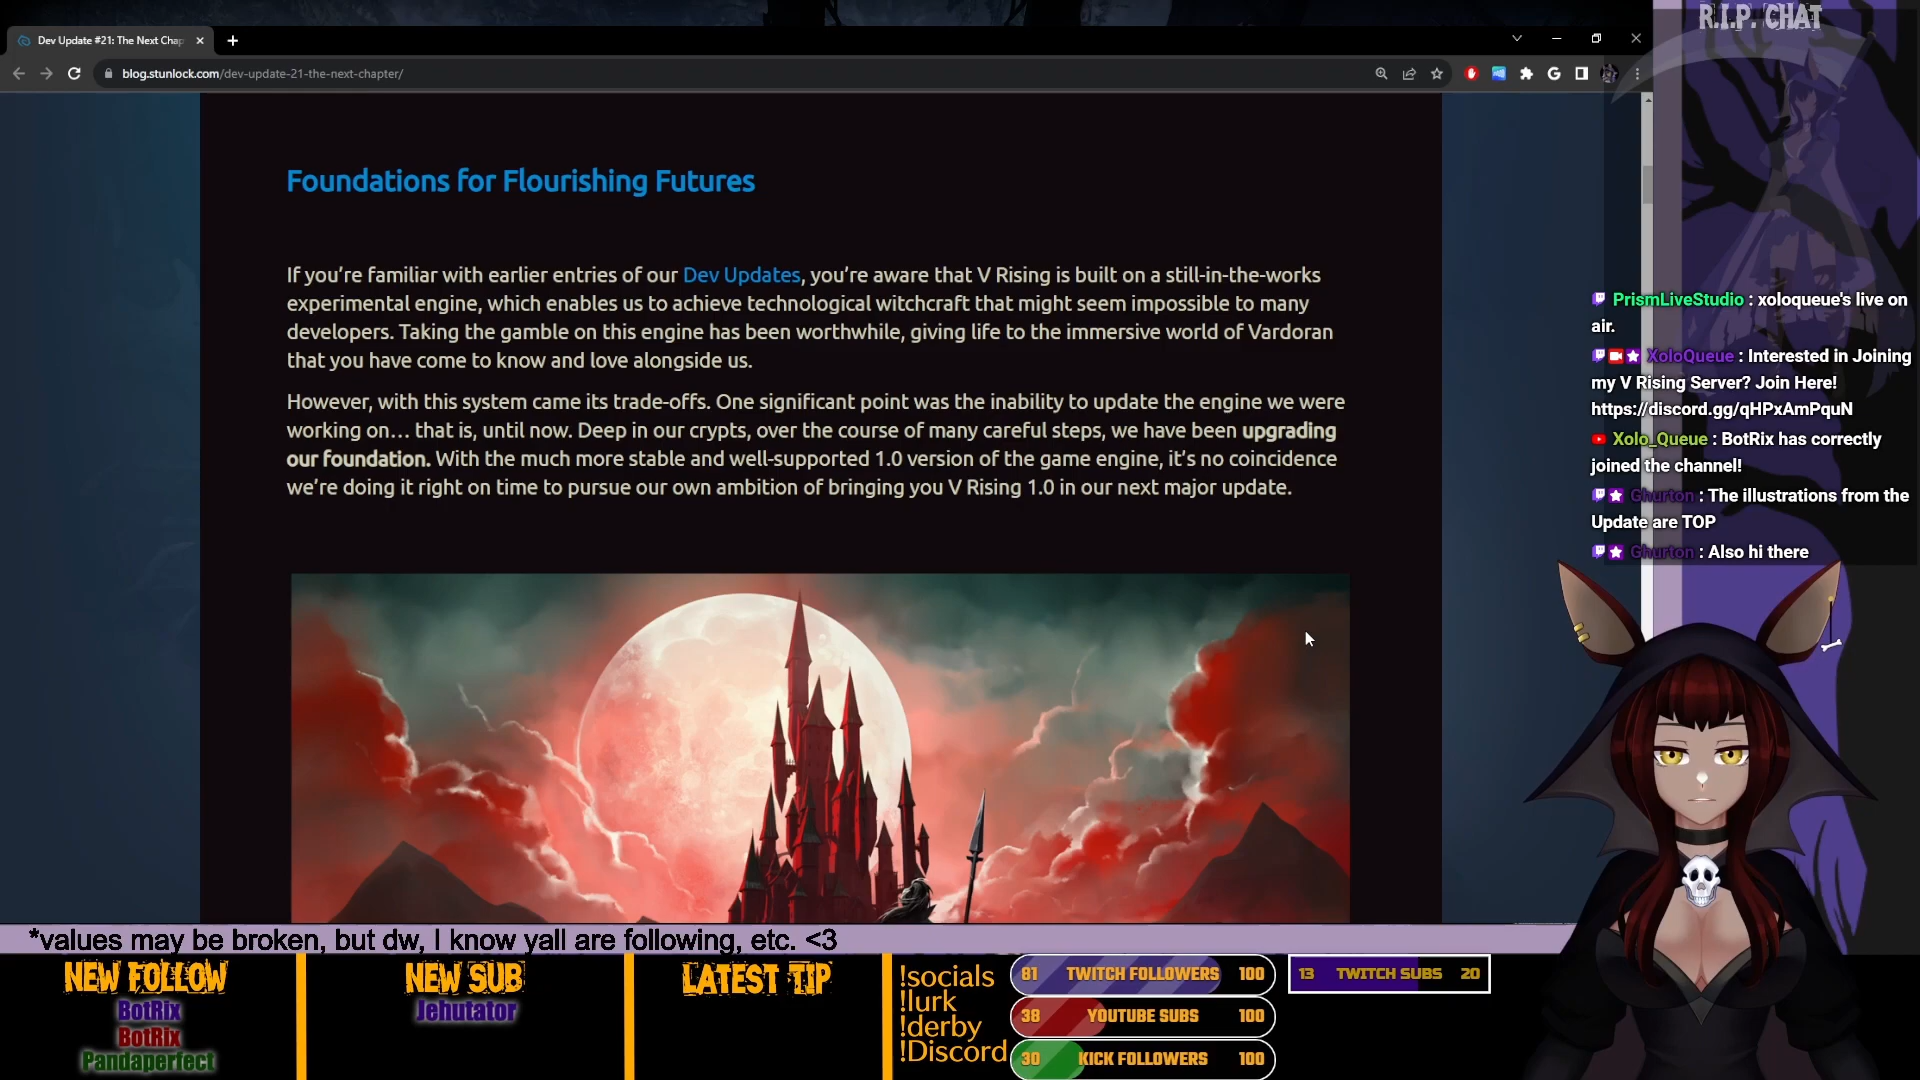 R.I.P. CHAT
Dev Update #21: The Next Chap
blog.stunlock.com/dev-update-21-the-next-chapter/
Foundations for Flourishing Futures
If you’re familiar with earlier entries of our Dev Updates, you’re aware that V Rising is built on a still-in-the-works
experimental engine, which enables us to achieve technological witchcraft that might seem impossible to many
developers. Taking the gamble on this engine has been worthwhile, giving life to the immersive world of Vardoran
that you have come to know and love alongside us.
However, with this system came its trade-offs. One significant point was the inability to update the engine we were
working on… that is, until now. Deep in our crypts, over the course of many careful steps, we have been upgrading
our foundation. With the much more stable and well-supported 1.0 version of the game engine, it’s no coincidence
we’re doing it right on time to pursue our own ambition of bringing you V Rising 1.0 in our next major update.
PrismLiveStudio : xoloqueue's live on
air.
XoloQueue : Interested in Joining
my V Rising Server? Join Here!
https://discord.gg/qHPxAmPquN
Xolo_Queue : BotRix has correctly
joined the channel!
Ghurton : The illustrations from the
Update are TOP
Ghurton : Also hi there
*values may be broken, but dw, I know yall are following, etc. <3
NEW FOLLOW
BotRix
BotRix
Pandaperfect
NEW SUB
Jehutator
LATEST TIP
!socials
!lurk
!derby
!Discord
81 TWITCH FOLLOWERS 100
38 YOUTUBE SUBS 100
30 KICK FOLLOWERS 100
13 TWITCH SUBS 20